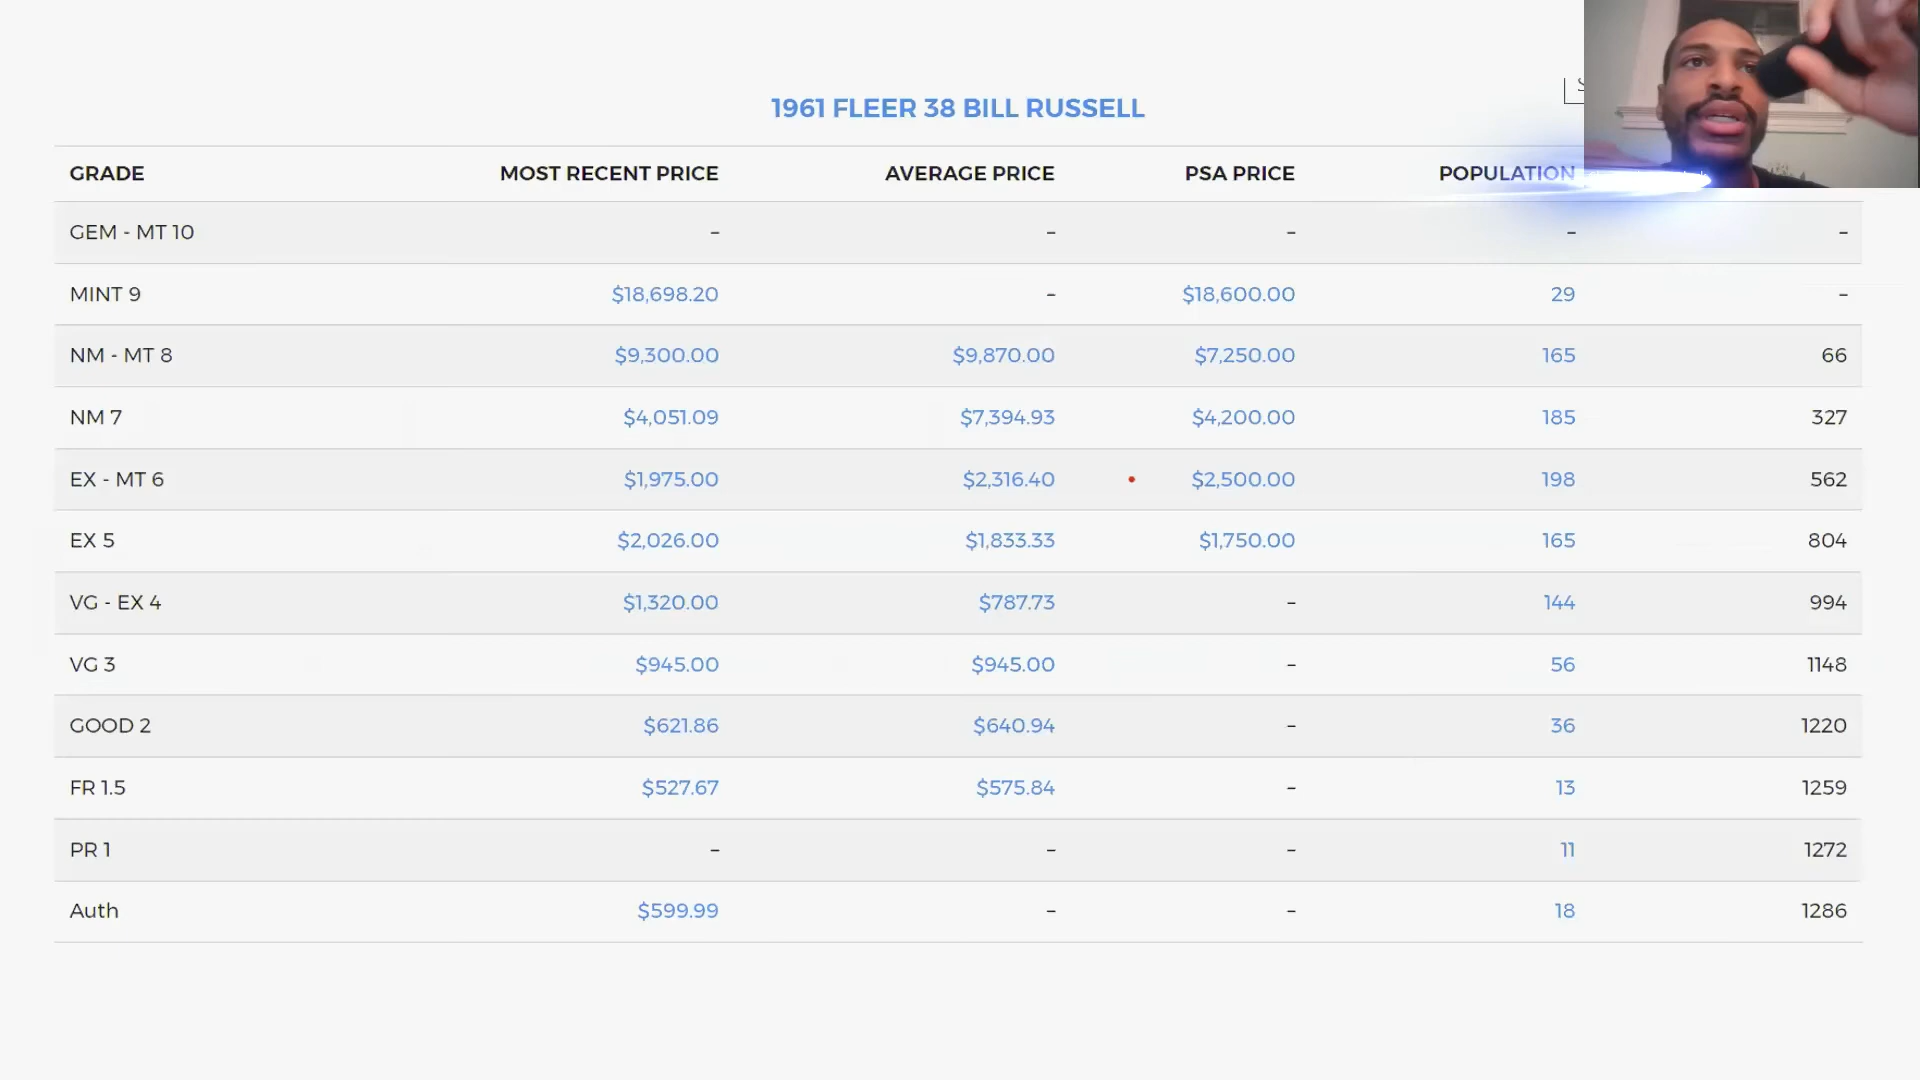 1961 FLEER 38 BILL RUSSELL
GRADE MOST RECENT PRICE AVERAGE PRICE PSA PRICE POPULATION
GEM - MT 10 - - - - -
MINT 9 $18,698.20 - $18,600.00 29 -
NM - MT 8 $9,300.00 $9,870.00 $7,250.00 165 66
NM 7 $4,051.09 $7,394.93 $4,200.00 185 327
EX - MT 6 $1,975.00 $2,316.40 $2,500.00 198 562
EX 5 $2,026.00 $1,833.33 $1,750.00 165 804
VG - EX 4 $1,320.00 $787.73 - 144 994
VG 3 $945.00 $945.00 - 56 1148
GOOD 2 $621.86 $640.94 - 36 1220
FR 1.5 $527.67 $575.84 - 13 1259
PR 1 - - - 11 1272
Auth $599.99 - - 18 1286